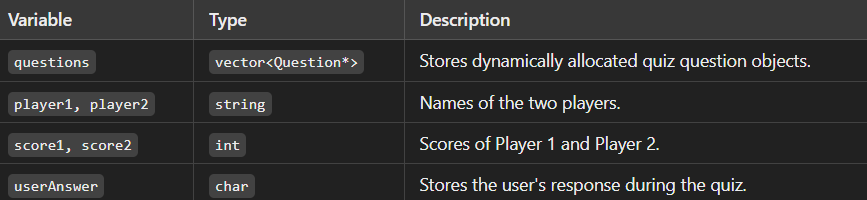 Variable Type Description
questions vector<Question*> Stores dynamically allocated quiz question objects.
player1, player2 string Names of the two players.
score1, score2 int Scores of Player 1 and Player 2.
userAnswer char Stores the user's response during the quiz.